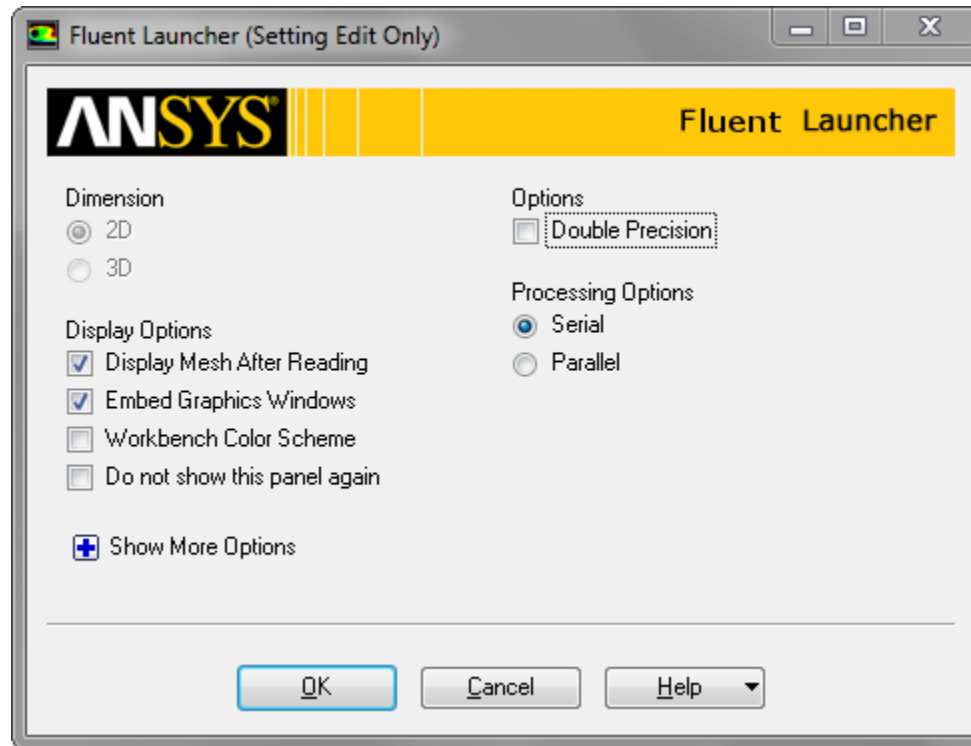 Fluent Launcher (Setting Edit Only)
ANSYS®
Fluent Launcher
Dimension
2D
3D
Display Options
Display Mesh After Reading
Embed Graphics Windows
Workbench Color Scheme
Do not show this panel again
Show More Options
Options
Double Precision
Processing Options
Serial
Parallel
OK
Cancel
Help